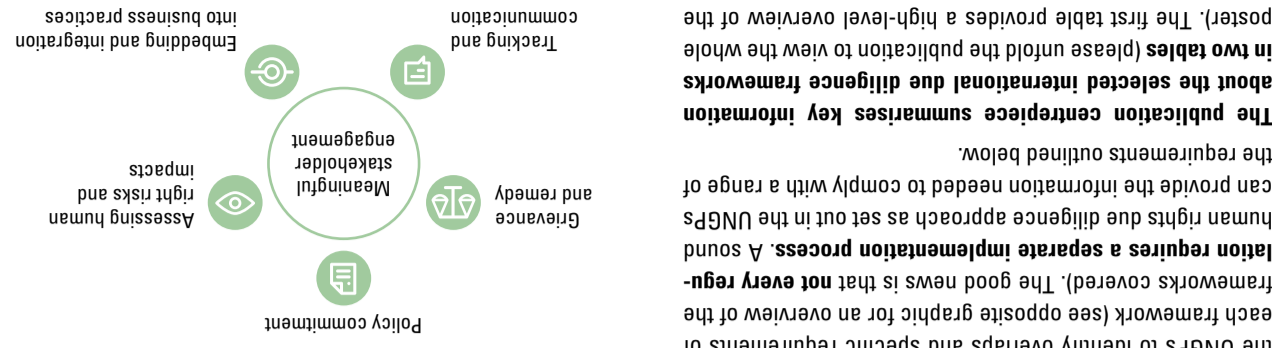 the UNGPs to identify overlaps and specific requirements of
each framework (see opposite graphic for an overview of the
frameworks covered). The good news is that not every regu-
lation requires a separate implementation process. A sound
human rights due diligence approach as set out in the UNGPs
can provide the information needed to comply with a range of
the requirements outlined below.
The publication centrepiece summarises key information
about the selected international due diligence frameworks
in two tables (please unfold the publication to view the whole
poster). The first table provides a high-level overview of the
Policy commitment
Grievance
and remedy
Meaningful
stakeholder
engagement
Assessing human
right risks and
impacts
Tracking and
communication
Embedding and integration
into business practices